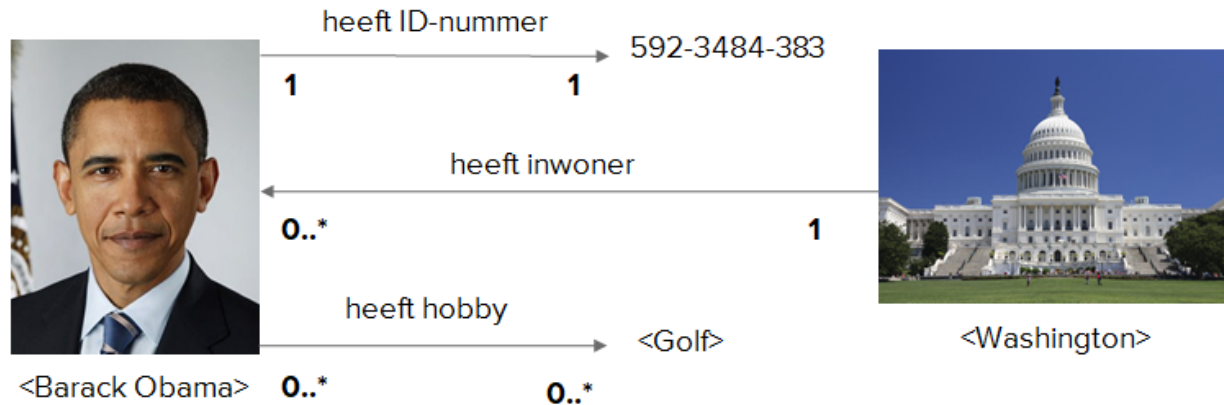 heeft ID-nummer
592-3484-383
1 1
heeft inwoner
0..* 1
heeft hobby
<Golf>
<Washington>
<Barack Obama>
0..* 0..*